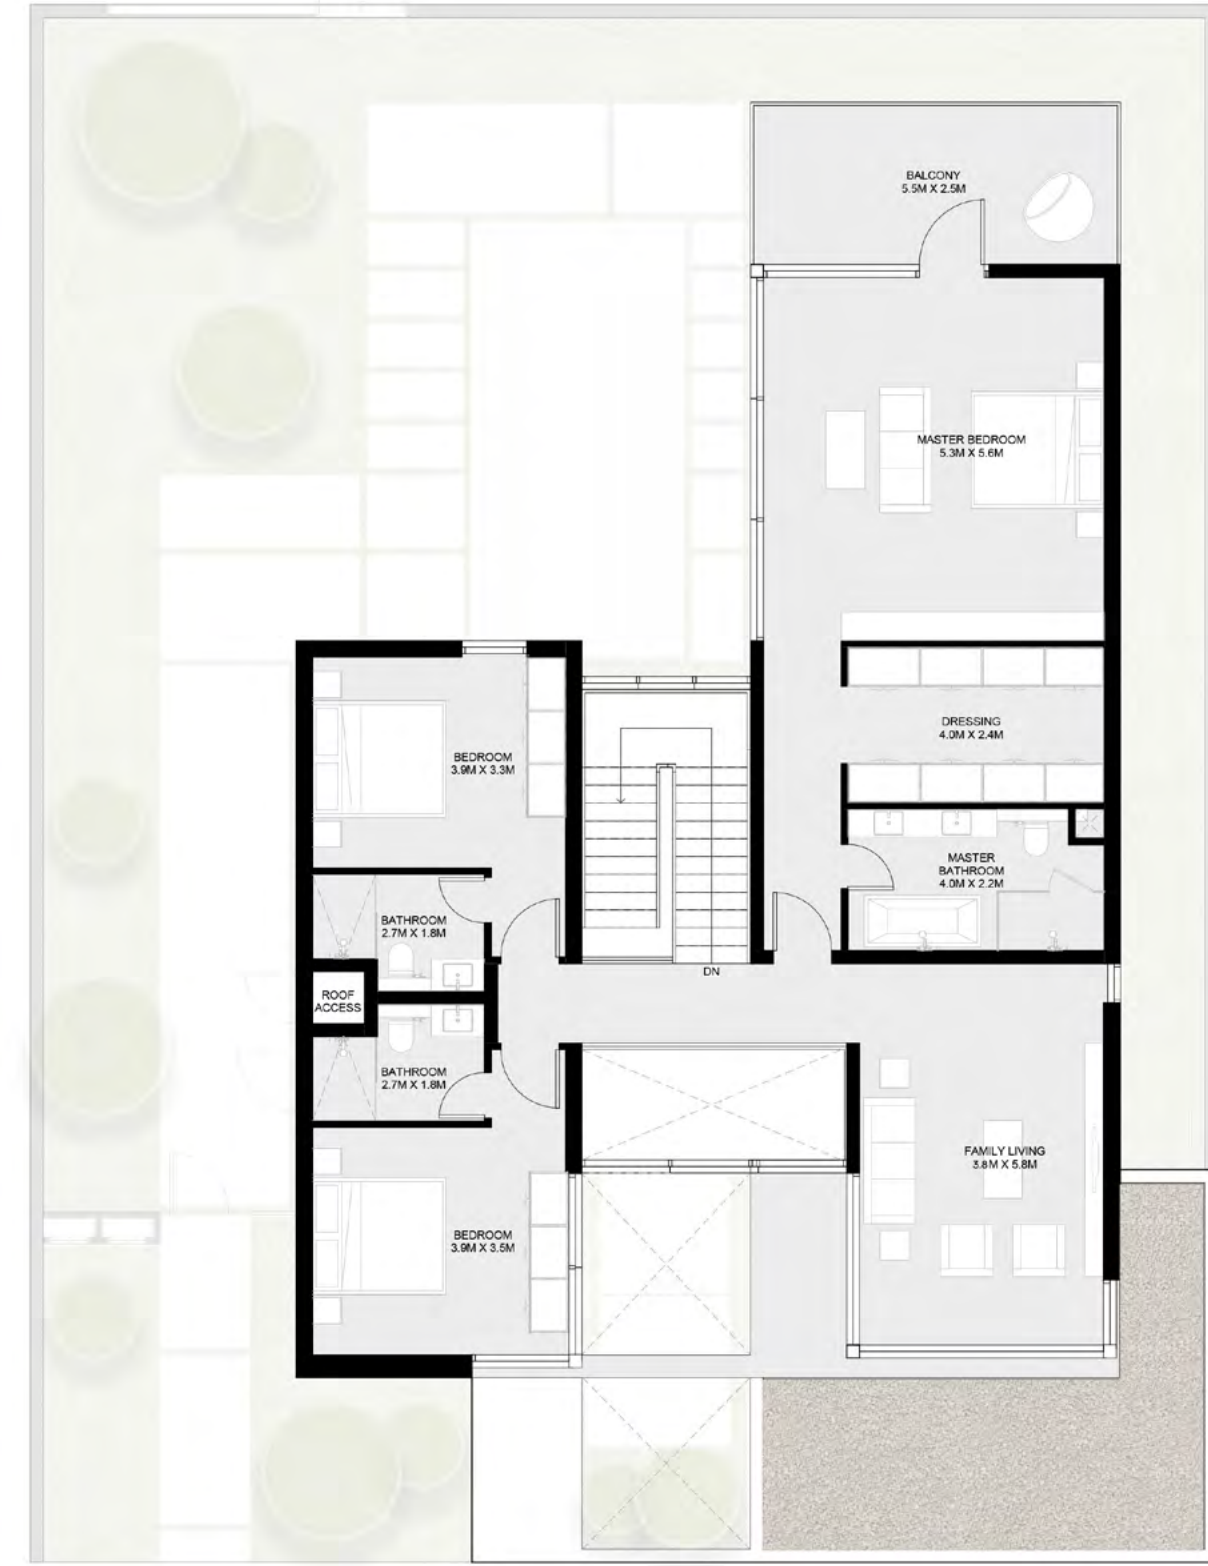 BALCONY
5.5M X 2.5M
MASTER BEDROOM
5.3M X 5.6M
DRESSING
4.0M X 2.4M
BEDROOM
3.9M X 3.3M
MASTER
BATHROOM
4.0M X 2.2M
BATHROOM
2.7M X 1.8M
DN
ROOF
ACCESS
BATHROOM
2.7M X 1.8M
FAMILY LIVING
3.8M X 5.8M
BEDROOM
3.9M X 3.5M